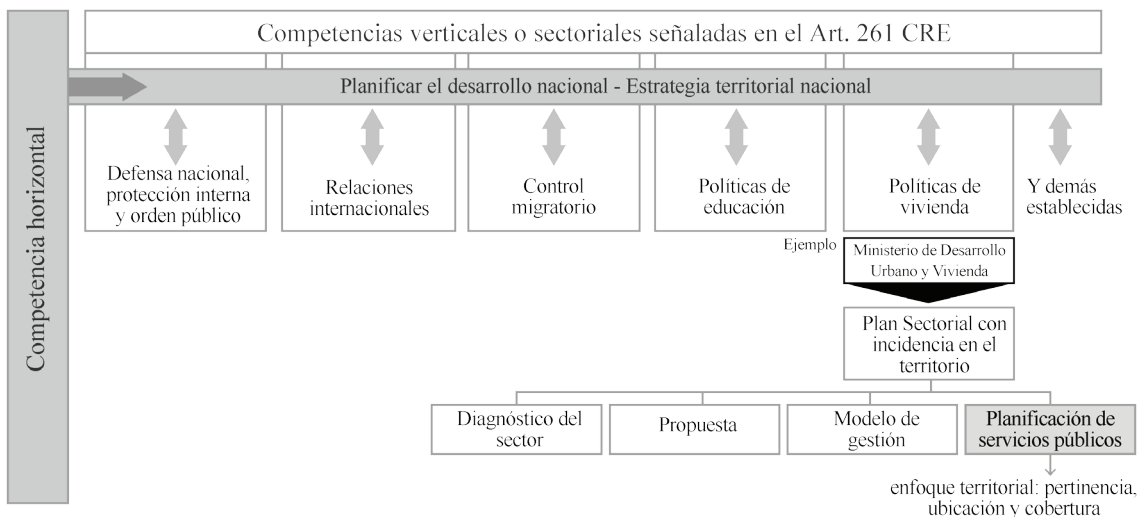 Competencias verticales o sectoriales señaladas en el Art. 261 CRE
Competencia horizontal
Planificar el desarrollo nacional - Estrategia territorial nacional
Defensa nacional,
protección interna
y orden público
Relaciones
internacionales
Control
migratorio
Políticas de
educación
Políticas de
vivienda
Y demás
establecidas
Ejemplo
Ministerio de Desarrollo
Urbano y Vivienda
Plan Sectorial con
incidencia en el
territorio
Diagnóstico del
sector
Propuesta
Modelo de
gestión
Planificación de
servicios públicos
enfoque territorial: pertinencia,
ubicación y cobertura